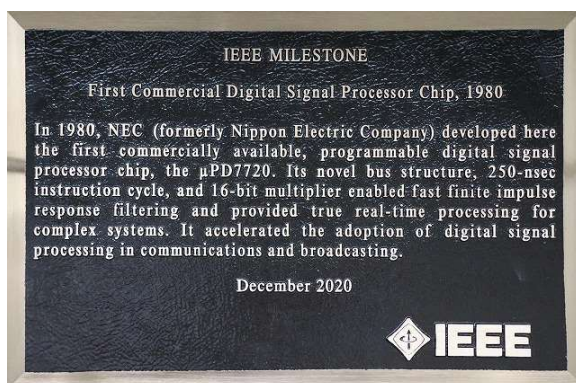 IEEE MILESTONE
First Commercial Digital Signal Processor Chip, 1980
In 1980, NEC (formerly Nippon Electric Company) developed here
the first commercially available, programmable digital signal
processor chip, the µPD7720. Its novel bus structure, 250-nsec
instruction cycle, and 16-bit multiplier enabled fast finite impulse
response filtering and provided true real-time processing for
complex systems. It accelerated the adoption of digital signal
processing in communications and broadcasting.
December 2020
IEEE